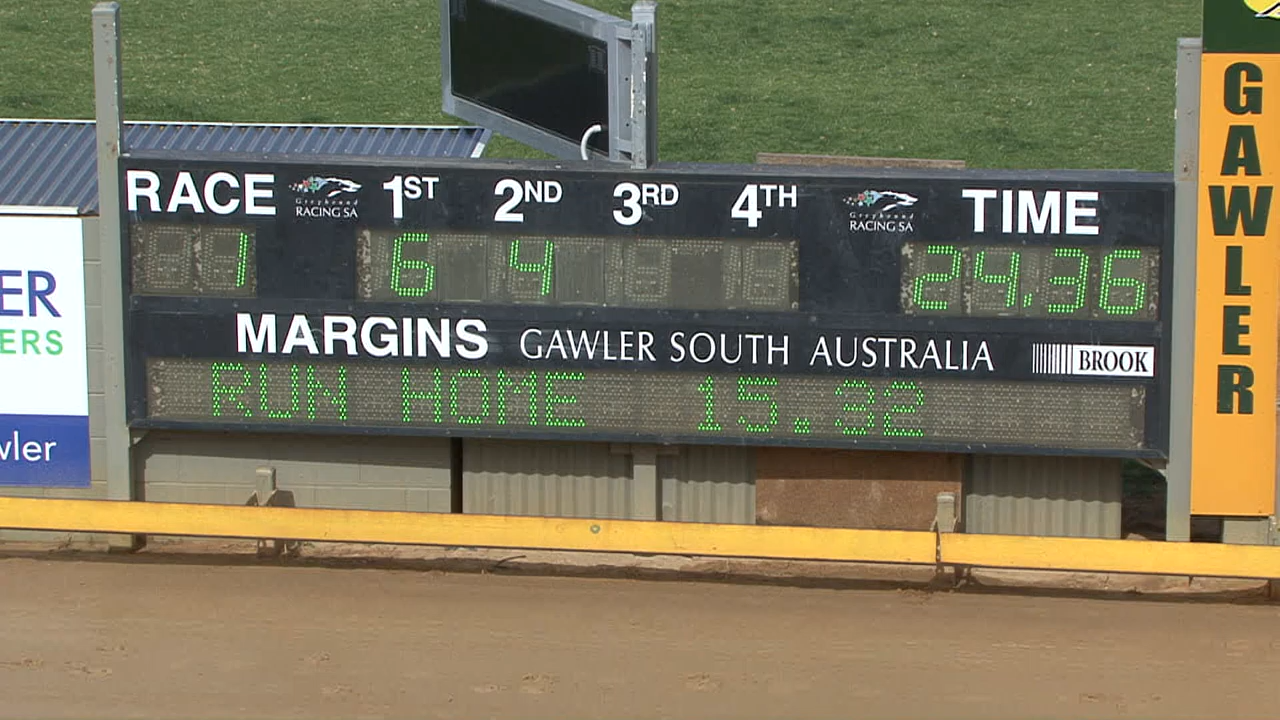 RACE
Greyhound
RACING SA
1ST 2ND 3RD 4TH
Greyhound
RACING SA
TIME
1 6 4 24.36
MARGINS GAWLER SOUTH AUSTRALIA BROOK
RUN HOME 15.32
ER
ERS
wler
GAWLER